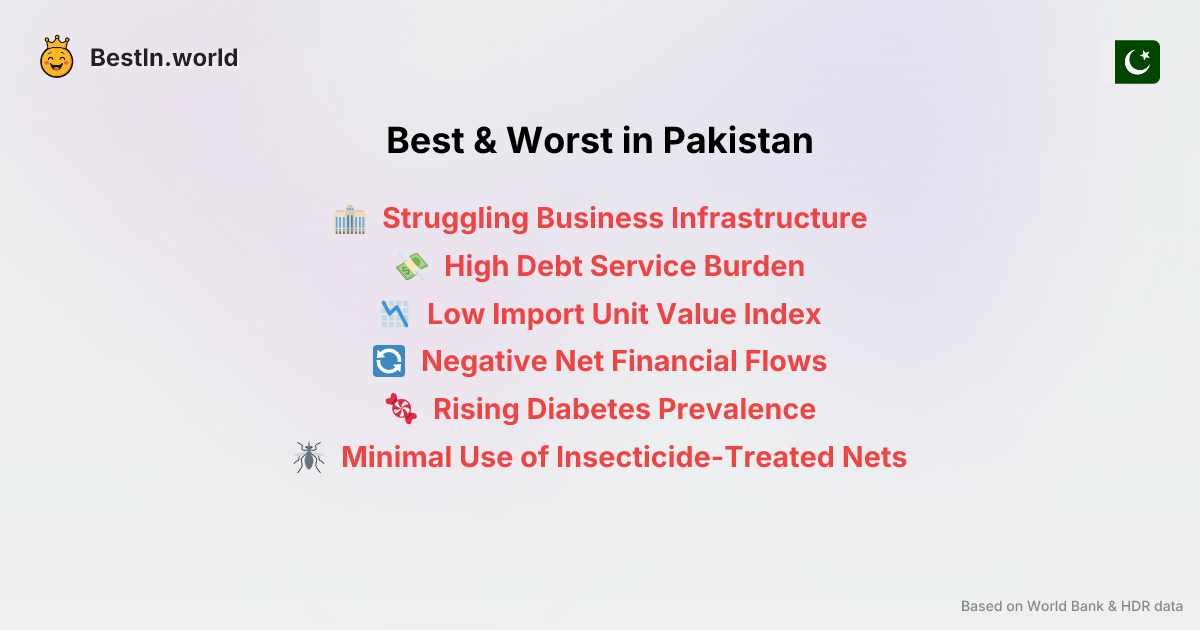 BestIn.world
Best & Worst in Pakistan
Struggling Business Infrastructure
High Debt Service Burden
Low Import Unit Value Index
Negative Net Financial Flows
Rising Diabetes Prevalence
Minimal Use of Insecticide-Treated Nets
Based on World Bank & HDR data